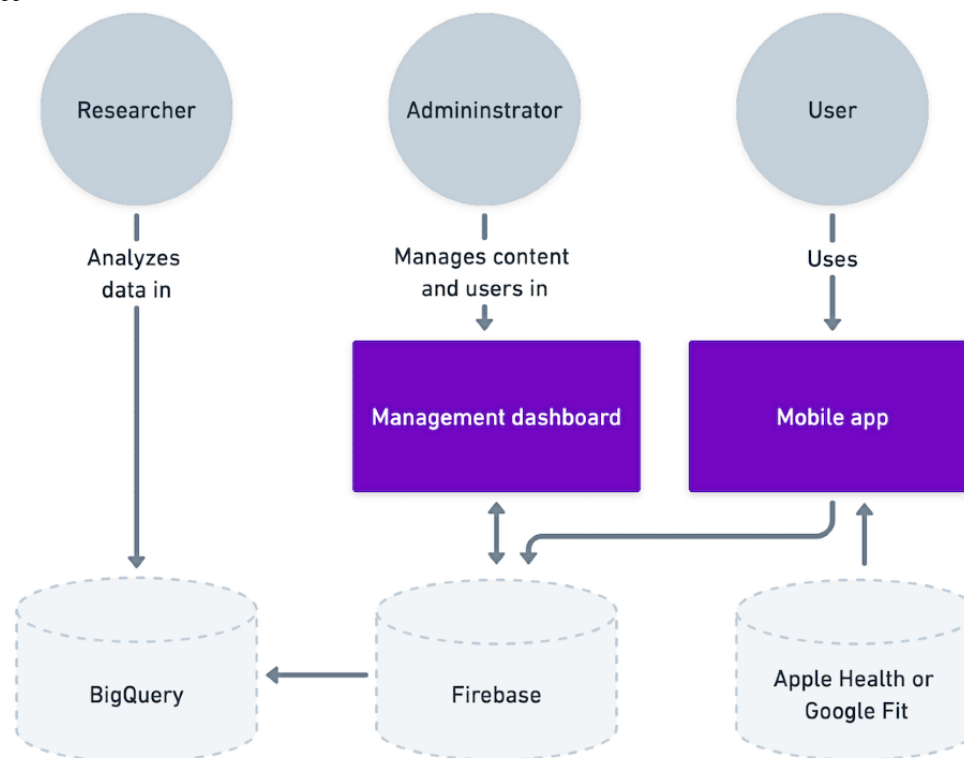 Researcher
Admininstrator
User
Analyzes
data in
Manages content
and users in
Uses
Management dashboard
Mobile app
BigQuery
Firebase
Apple Health or
Google Fit